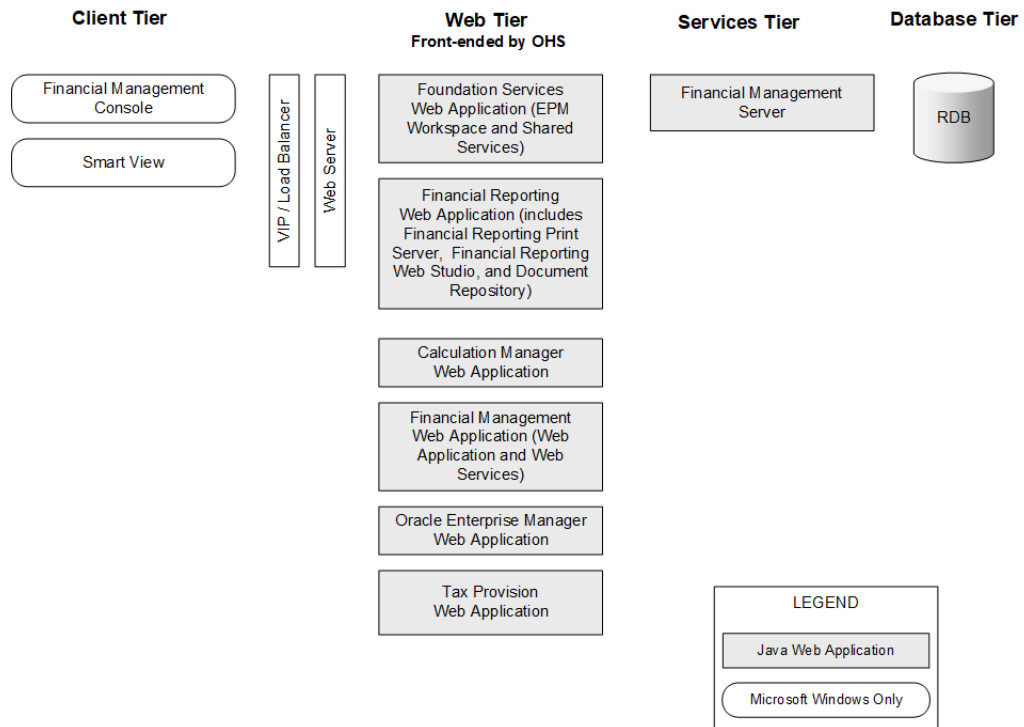 Client Tier
Financial Management
Console
Smart View
VIP / Load Balancer
Web Server
Web Tier
Front-ended by OHS
Foundation Services
Web Application (EPM
Workspace and Shared
Services)
Financial Reporting
Web Application (includes
Financial Reporting Print
Server, Financial Reporting
Web Studio, and Document
Repository)
Calculation Manager
Web Application
Financial Management
Web Application (Web
Application and Web
Services)
Oracle Enterprise Manager
Web Application
Tax Provision
Web Application
Services Tier
Financial Management
Server
Database Tier
RDB
LEGEND
Java Web Application
Microsoft Windows Only